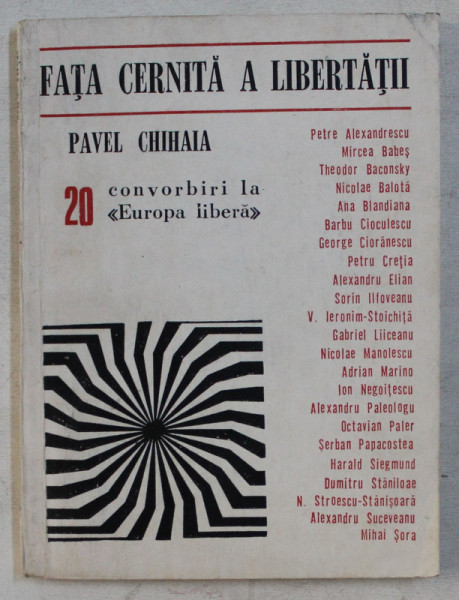 FAȚA CERNITĂ A LIBERTĂȚII
PAVEL CHIHAIA
20 convorbiri la
«Europa liberă»
Petre Alexandrescu
Mircea Babeș
Theodor Baconsky
Nicolae Balotă
Ana Blandiana
Barbu Cioculescu
George Ciorănescu
Petru Creția
Alexandru Elian
Sorin Ilfoveanu
V. Ieronim-Stoichiță
Gabriel Liiceanu
Nicolae Manolescu
Adrian Marino
Ion Negoițescu
Alexandru Paleologu
Octavian Paler
Șerban Papacostea
Harald Siegmund
Dumitru Stăniloae
N. Stroescu-Stănișoară
Alexandru Suceveanu
Mihai Șora